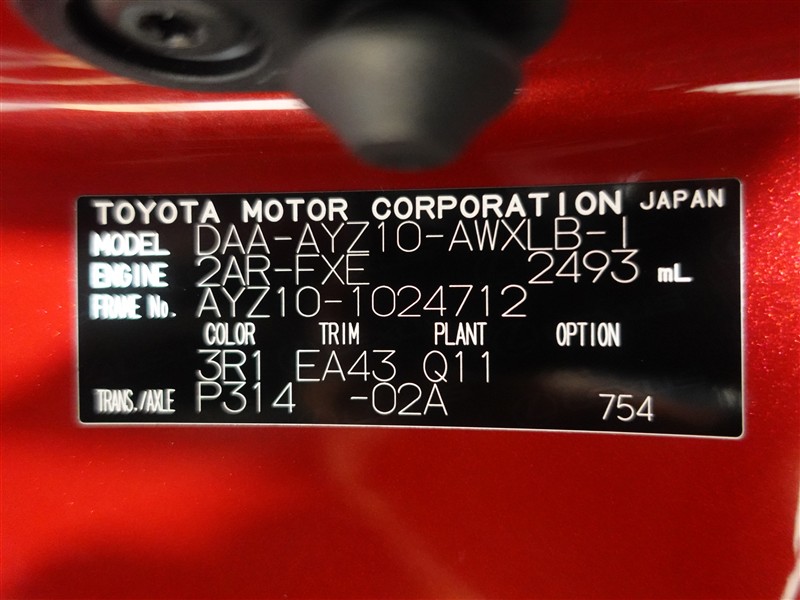 TOYOTA MOTOR CORPORATION JAPAN
MODEL DAA-AYZ10-AWXLB-I
ENGINE 2AR-FXE 2493 mL
FRAME No. AYZ10-1024712
COLOR TRIM PLANT OPTION
3R1 EA43 Q11
TRANS./AXLE P314 -02A 754